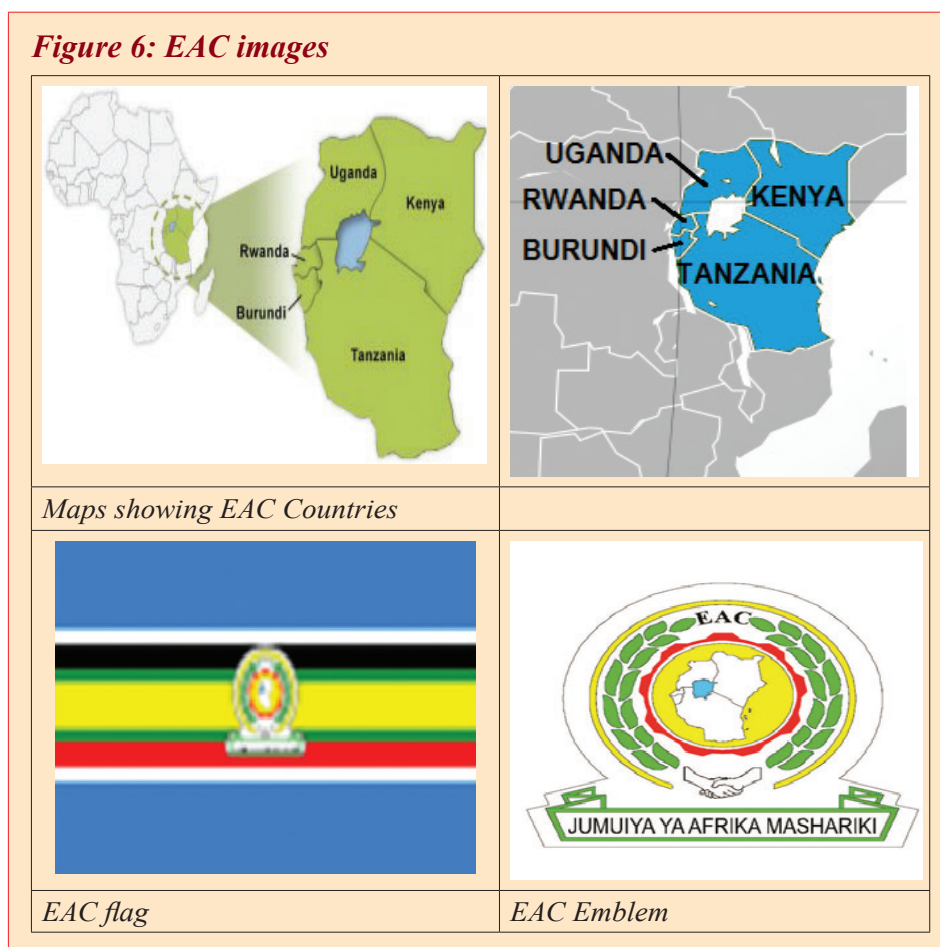 Figure 6: EAC images
Uganda
Kenya
Rwanda
Burundi
Tanzania
UGANDA
KENYA
RWANDA
BURUNDI
TANZANIA
Maps showing EAC Countries
EAC
JUMUIYA YA AFRIKA MASHARIKI
EAC flag
EAC Emblem